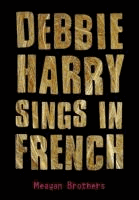 DEBBIE
HARRY
SINGS IN
FRENCH
Meagan Brothers